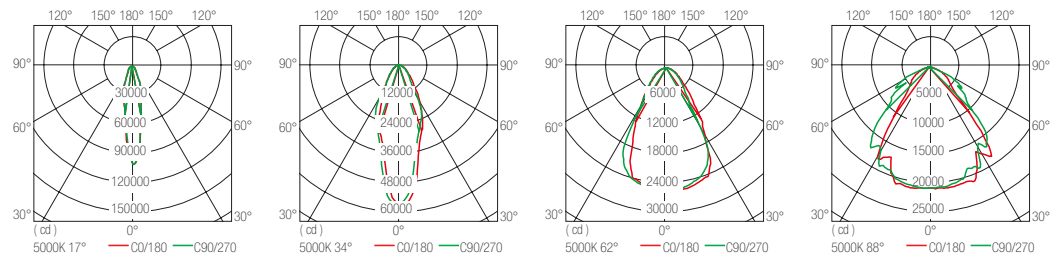 120° 150° 180° 150° 120°
90° 90°
30000
60000
60° 60°
90000
120000
150000
30° 30°
(cd) 0°
5000K 17° C0/180 C90/270
120° 150° 180° 150° 120°
90° 90°
12000
24000
60° 60°
36000
48000
60000
30° 30°
(cd) 0°
5000K 34° C0/180 C90/270
120° 150° 180° 150° 120°
90° 90°
6000
12000
60° 60°
18000
24000
30000
30° 30°
(cd) 0°
5000K 62° C0/180 C90/270
120° 150° 180° 150° 120°
90° 90°
5000
10000
60° 60°
15000
20000
25000
30° 30°
(cd) 0°
5000K 88° C0/180 C90/270